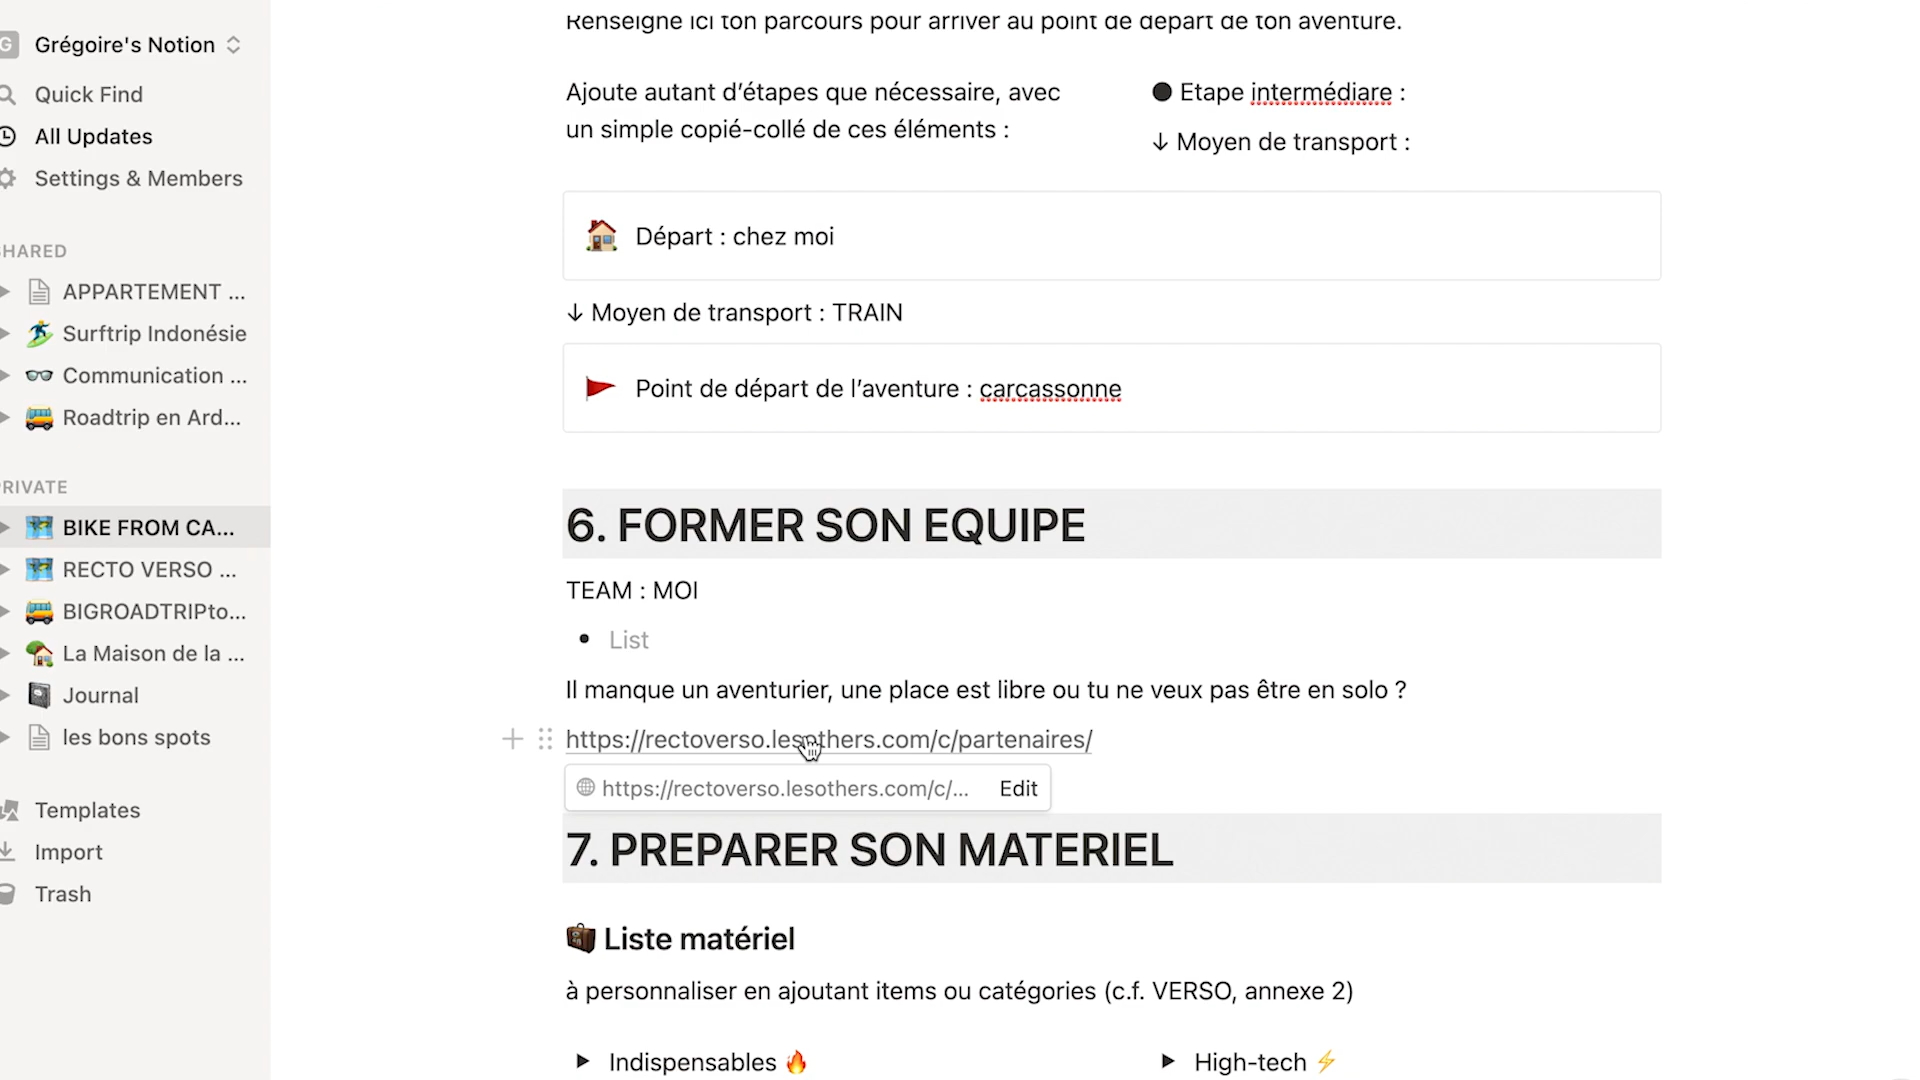 G Grégoire's Notion
Quick Find
All Updates
Settings & Members
HARED
APPARTEMENT ...
Surftrip Indonésie
Communication ...
Roadtrip en Ard...
RIVATE
BIKE FROM CA...
RECTO VERSO ...
BIGROADTRIPto...
La Maison de la ...
Journal
les bons spots
Templates
Import
Trash
Renseigne ici ton parcours pour arriver au point de départ de ton aventure.
Ajoute autant d’étapes que nécessaire, avec
un simple copié-collé de ces éléments :
● Etape intermédiare :
↓ Moyen de transport :
Départ : chez moi
↓ Moyen de transport : TRAIN
Point de départ de l’aventure : carcassonne
6. FORMER SON EQUIPE
TEAM : MOI
• List
Il manque un aventurier, une place est libre ou tu ne veux pas être en solo ?
https://rectoverso.lesothers.com/c/partenaires/
https://rectoverso.lesothers.com/c/... Edit
7. PREPARER SON MATERIEL
Liste matériel
à personnaliser en ajoutant items ou catégories (c.f. VERSO, annexe 2)
Indispensables 🔥
High-tech ⚡